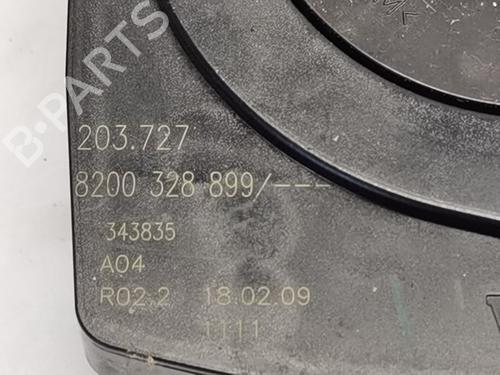 B-PARTS
203.727
8200 328 899/---
343835
A04
R02.2 18.02.09
1111